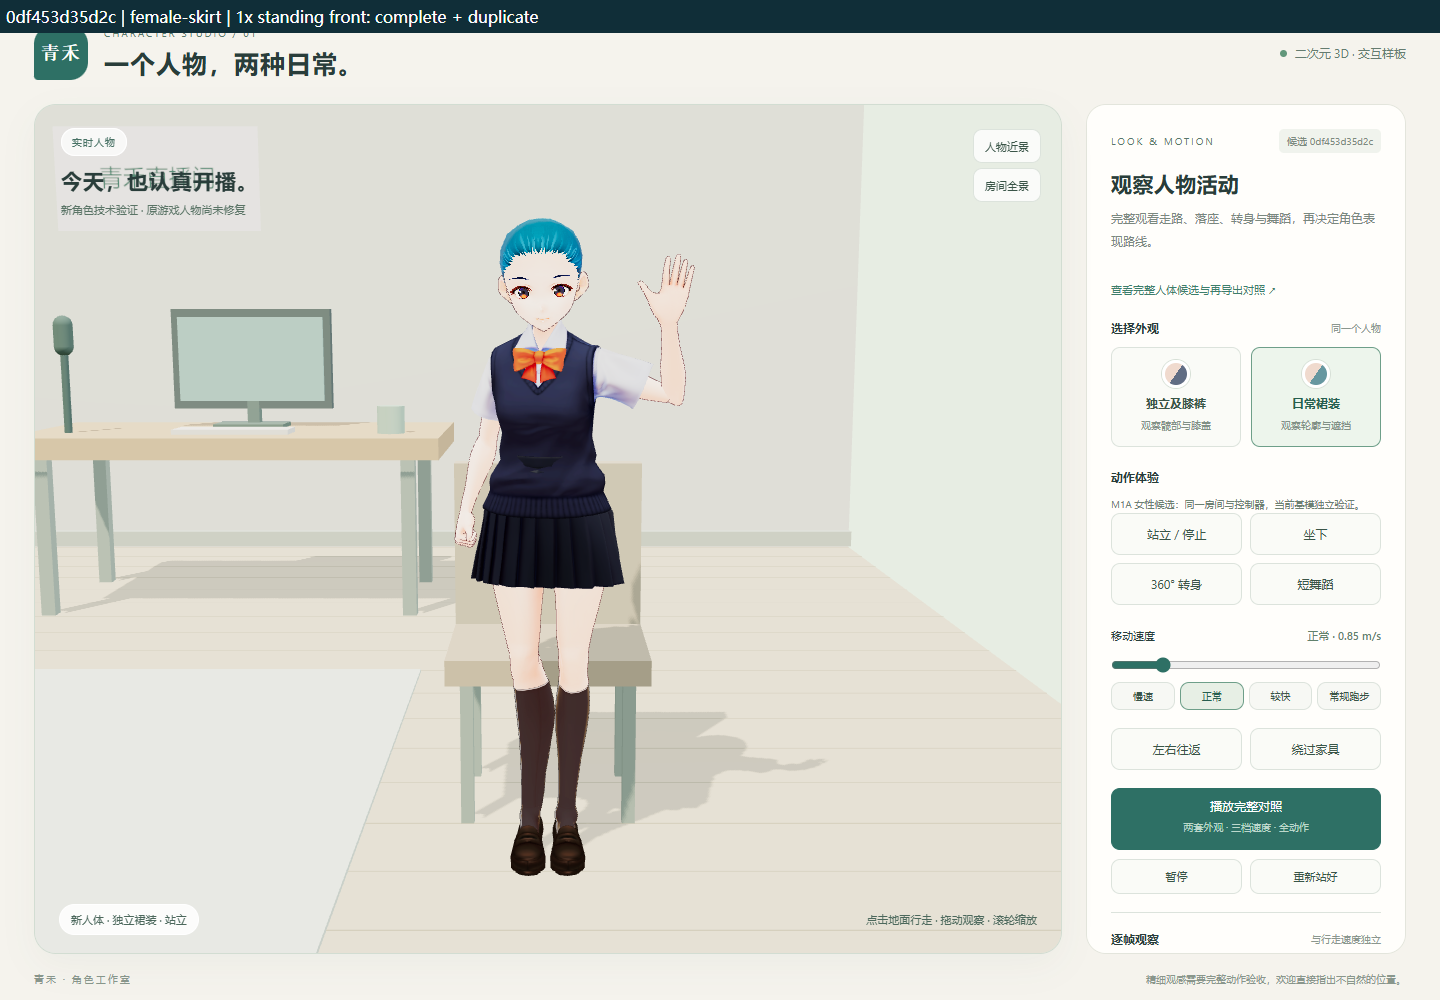 0df453d35d2c | female-skirt | 1x standing front: complete + duplicate
CHARACTER STUDIO / 01
青禾
一个人物，两种日常。
二次元 3D · 交互样板
实时人物
青禾直播间
今天，也认真开播。
新角色技术验证 · 原游戏人物尚未修复
人物近景
房间全景
新人体 · 独立裙装 · 站立
点击地面行走 · 拖动观察 · 滚轮缩放
LOOK & MOTION
候选 0df453d35d2c
观察人物活动
完整观看走路、落座、转身与舞蹈，再决定角色表
现路线。
查看完整人体候选与再导出对照 ↗
选择外观
同一个人物
独立及膝裤
观察髋部与膝盖
日常裙装
观察轮廓与遮挡
动作体验
M1A 女性候选：同一房间与控制器，当前基模独立验证。
站立 / 停止
坐下
360° 转身
短舞蹈
移动速度
正常 · 0.85 m/s
慢速
正常
较快
常规跑步
左右往返
绕过家具
播放完整对照
两套外观 · 三档速度 · 全动作
暂停
重新站好
逐帧观察
与行走速度独立
青禾 · 角色工作室
精细观感需要完整动作验收，欢迎直接指出不自然的位置。